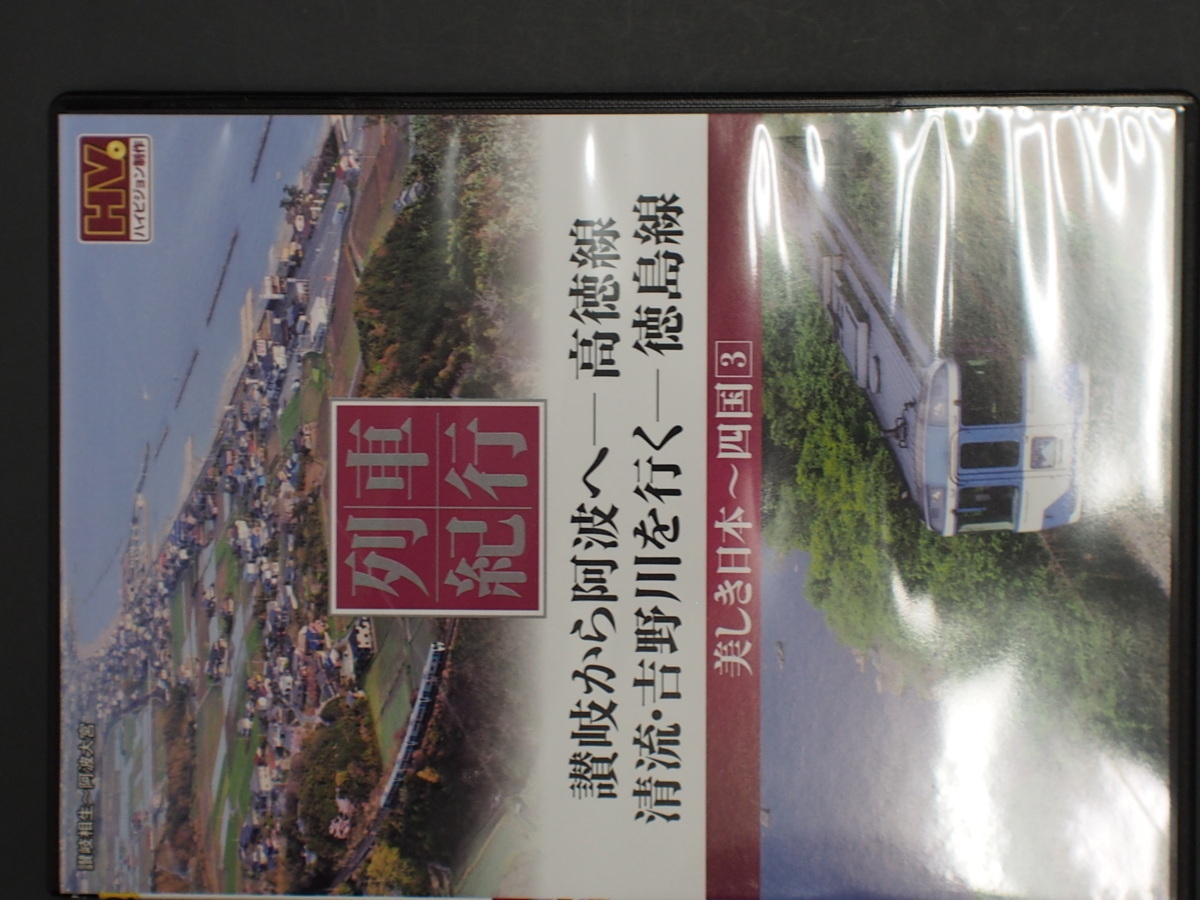 讃岐相生～阿波大宮
HV
ハイビジョン制作
列車
紀行
讃岐から阿波へ―高徳線
清流・吉野川を行く―徳島線
美しき日本～四国3